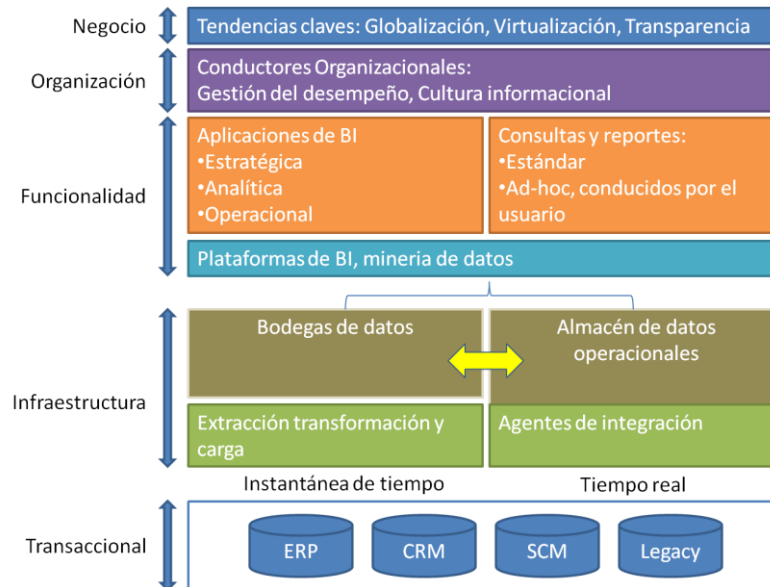 Negocio
Tendencias claves: Globalización, Virtualización, Transparencia
Organización
Conductores Organizacionales:
Gestión del desempeño, Cultura informacional
Funcionalidad
Aplicaciones de BI
•Estratégica
•Analítica
•Operacional
Consultas y reportes:
•Estándar
•Ad-hoc, conducidos por el
usuario
Plataformas de BI, mineria de datos
Infraestructura
Bodegas de datos
Almacén de datos
operacionales
Extracción transformación y
carga
Agentes de integración
Instantánea de tiempo
Tiempo real
Transaccional
ERP
CRM
SCM
Legacy